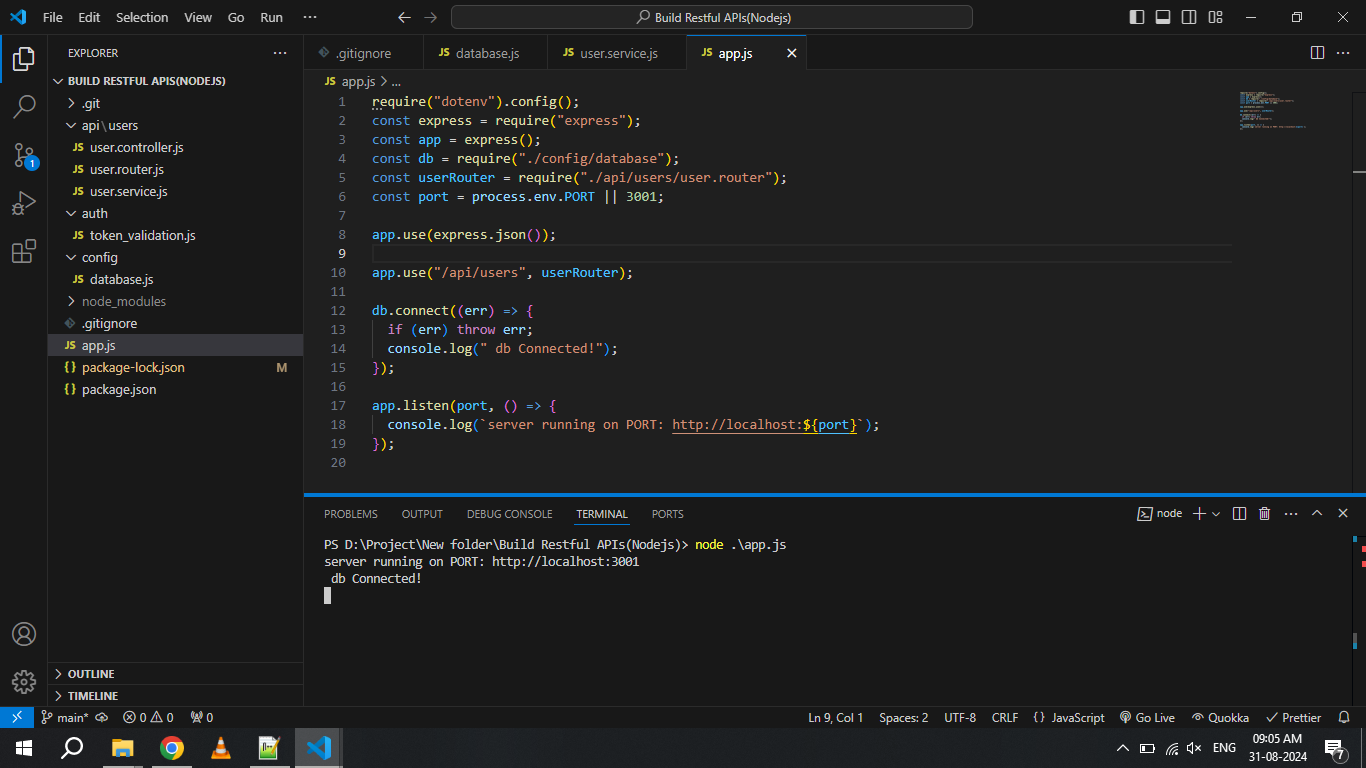 File Edit Selection View Go Run ··· Build Restful APIs(Nodejs)
EXPLORER ···
BUILD RESTFUL APIS(NODEJS)
.git
api\users
JS user.controller.js
JS user.router.js
JS user.service.js
auth
JS token_validation.js
config
JS database.js
node_modules
.gitignore
JS app.js
{} package-lock.json M
{} package.json
OUTLINE
TIMELINE
1
.gitignore JS database.js JS user.service.js JS app.js
JS app.js > ...
1 require("dotenv").config();
2 const express = require("express");
3 const app = express();
4 const db = require("./config/database");
5 const userRouter = require("./api/users/user.router");
6 const port = process.env.PORT || 3001;
7
8 app.use(express.json());
9
10 app.use("/api/users", userRouter);
11
12 db.connect((err) => {
13 if (err) throw err;
14 console.log(" db Connected!");
15 });
16
17 app.listen(port, () => {
18 console.log(`server running on PORT: http://localhost:${port}`);
19 });
20
PROBLEMS OUTPUT DEBUG CONSOLE TERMINAL PORTS node ···
PS D:\Project\New folder\Build Restful APIs(Nodejs)> node .\app.js
server running on PORT: http://localhost:3001
db Connected!
main* 0 0 0 Ln 9, Col 1 Spaces: 2 UTF-8 CRLF {} JavaScript Go Live Quokka Prettier
ENG 09:05 AM
31-08-2024 7